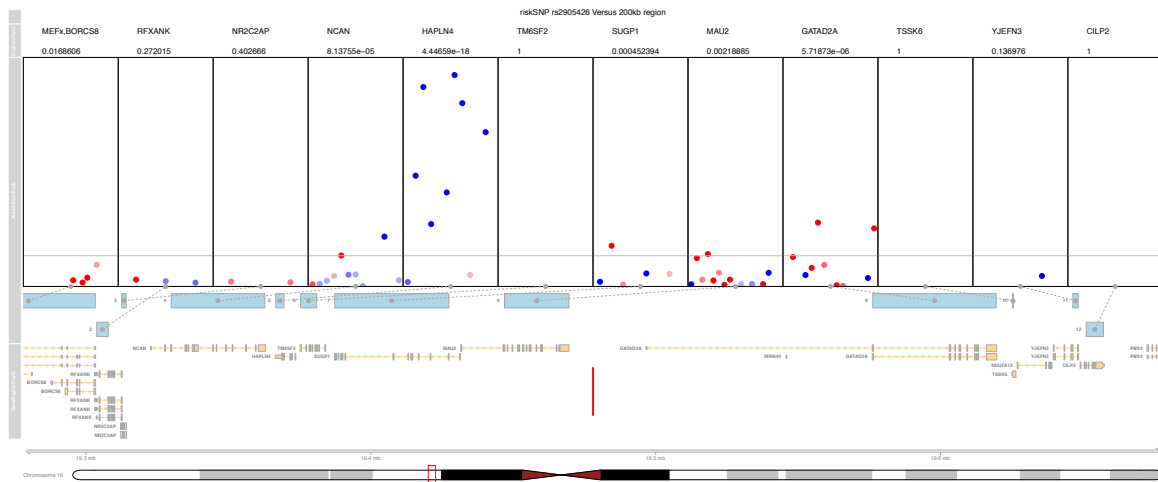 riskSNP rs2905426 Versus 200kb region
MEFx,BORCS8 RFXANK NR2C2AP NCAN HAPLN4 TM6SF2 SUGP1 MAU2 GATAD2A TSSK6 YJEFN3 CILP2
0.0168606 0.272015 0.402666 8.13755e−05 4.44659e−18 1 0.000452394 0.00218885 5.71873e−06 1 0.136976 1
NCAN TM6SF2 MAU2 GATAD2A YJEFN3 PBX4
HAPLN4 SUGP1 MIR640 GATAD2A YJEFN3 PBX4
NDUFA13 CILP2
RFXANK TSSK6
BORCS8
BORCS8
RFXANK
RFXANK
RFXANK
NR2C2AP
NR2C2AP
19.3 mb 19.4 mb 19.5 mb 19.6 mb
Chromosome 19